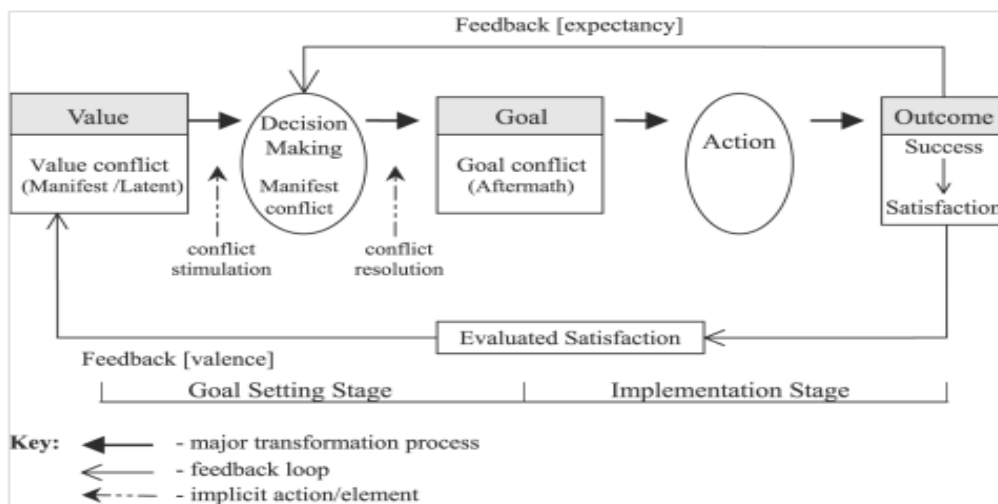 Feedback [expectancy]
Value
Value conflict
(Manifest /Latent)
Decision
Making
Manifest
conflict
Goal
Goal conflict
(Aftermath)
Action
Outcome
Success
Satisfaction
conflict
stimulation
conflict
resolution
Evaluated Satisfaction
Feedback [valence]
Goal Setting Stage
Implementation Stage
Key:
- major transformation process
- feedback loop
- implicit action/element